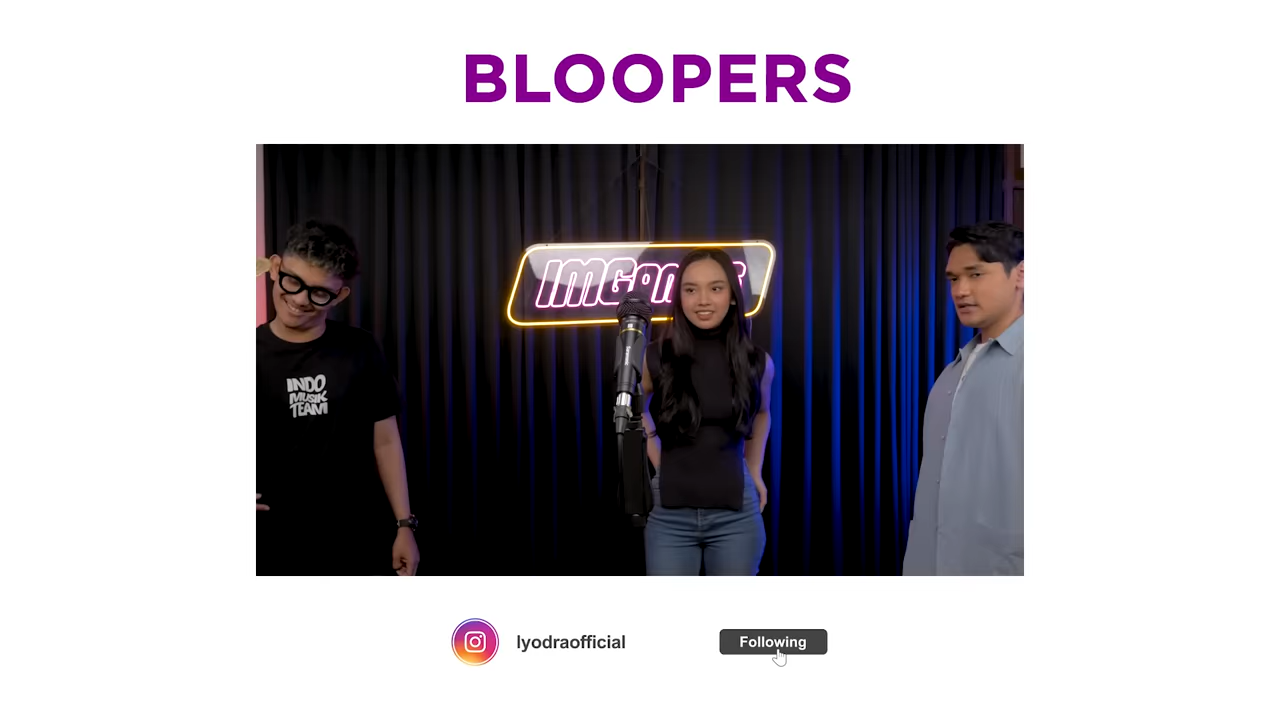 BLOOPERS
INDO
MUSIK
TEAM
lyodraofficial
Following